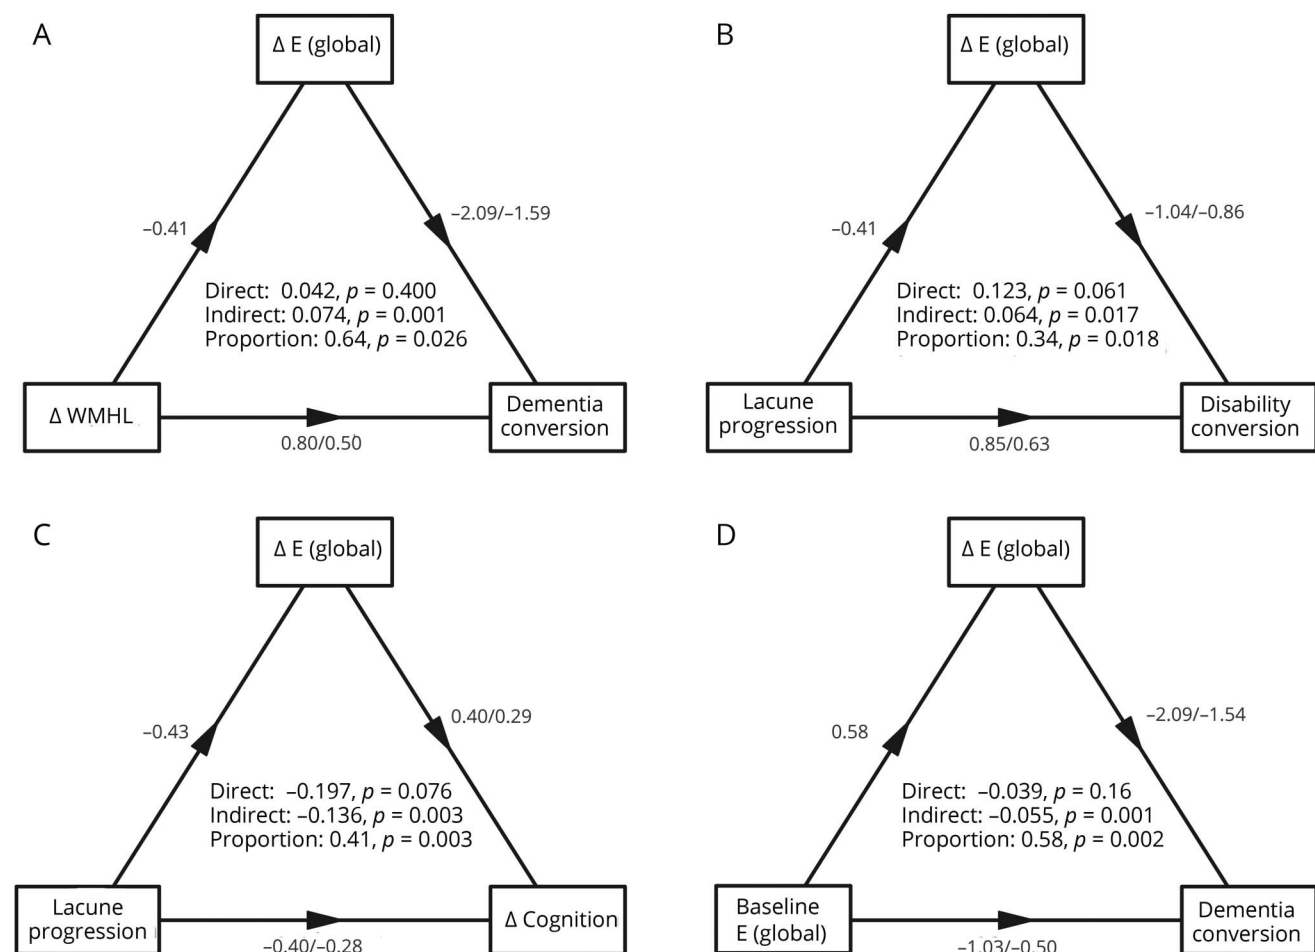 A
Δ E (global)
–0.41
–2.09/–1.59
Direct: 0.042, p = 0.400
Indirect: 0.074, p = 0.001
Proportion: 0.64, p = 0.026
Δ WMHL
Dementia
conversion
0.80/0.50
B
Δ E (global)
–0.41
–1.04/–0.86
Direct: 0.123, p = 0.061
Indirect: 0.064, p = 0.017
Proportion: 0.34, p = 0.018
Lacune
progression
Disability
conversion
0.85/0.63
C
Δ E (global)
–0.43
0.40/0.29
Direct: –0.197, p = 0.076
Indirect: –0.136, p = 0.003
Proportion: 0.41, p = 0.003
Lacune
progression
Δ Cognition
–0.40/–0.28
D
Δ E (global)
0.58
–2.09/–1.54
Direct: –0.039, p = 0.16
Indirect: –0.055, p = 0.001
Proportion: 0.58, p = 0.002
Baseline
E (global)
Dementia
conversion
–1.03/–0.50